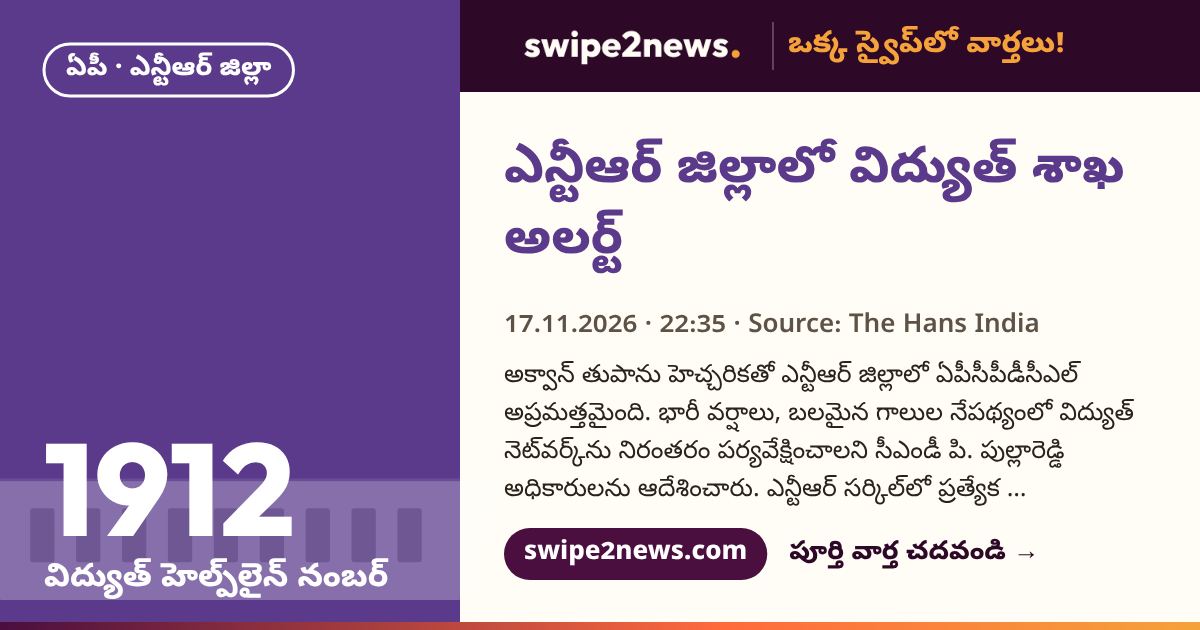 ఏపీ · ఎన్టీఆర్ జిల్లా
1912
విద్యుత్ హెల్ప్‌లైన్ నంబర్
swipe2news.
ఒక్క స్వైప్‌లో వార్తలు!
ఎన్టీఆర్ జిల్లాలో విద్యుత్ శాఖ
అలర్ట్
17.11.2026 · 22:35 · Source: The Hans India
అక్వాన్ తుపాను హెచ్చరికతో ఎన్టీఆర్ జిల్లాలో ఏపీసీపీడీసీఎల్
అప్రమత్తమైంది. భారీ వర్షాలు, బలమైన గాలుల నేపథ్యంలో విద్యుత్
నెట్‌వర్క్‌ను నిరంతరం పర్యవేక్షించాలని సీఎండీ పి. పుల్లారెడ్డి
అధికారులను ఆదేశించారు. ఎన్టీఆర్ సర్కిల్‌లో ప్రత్యేక ...
swipe2news.com
పూర్తి వార్త చదవండి →